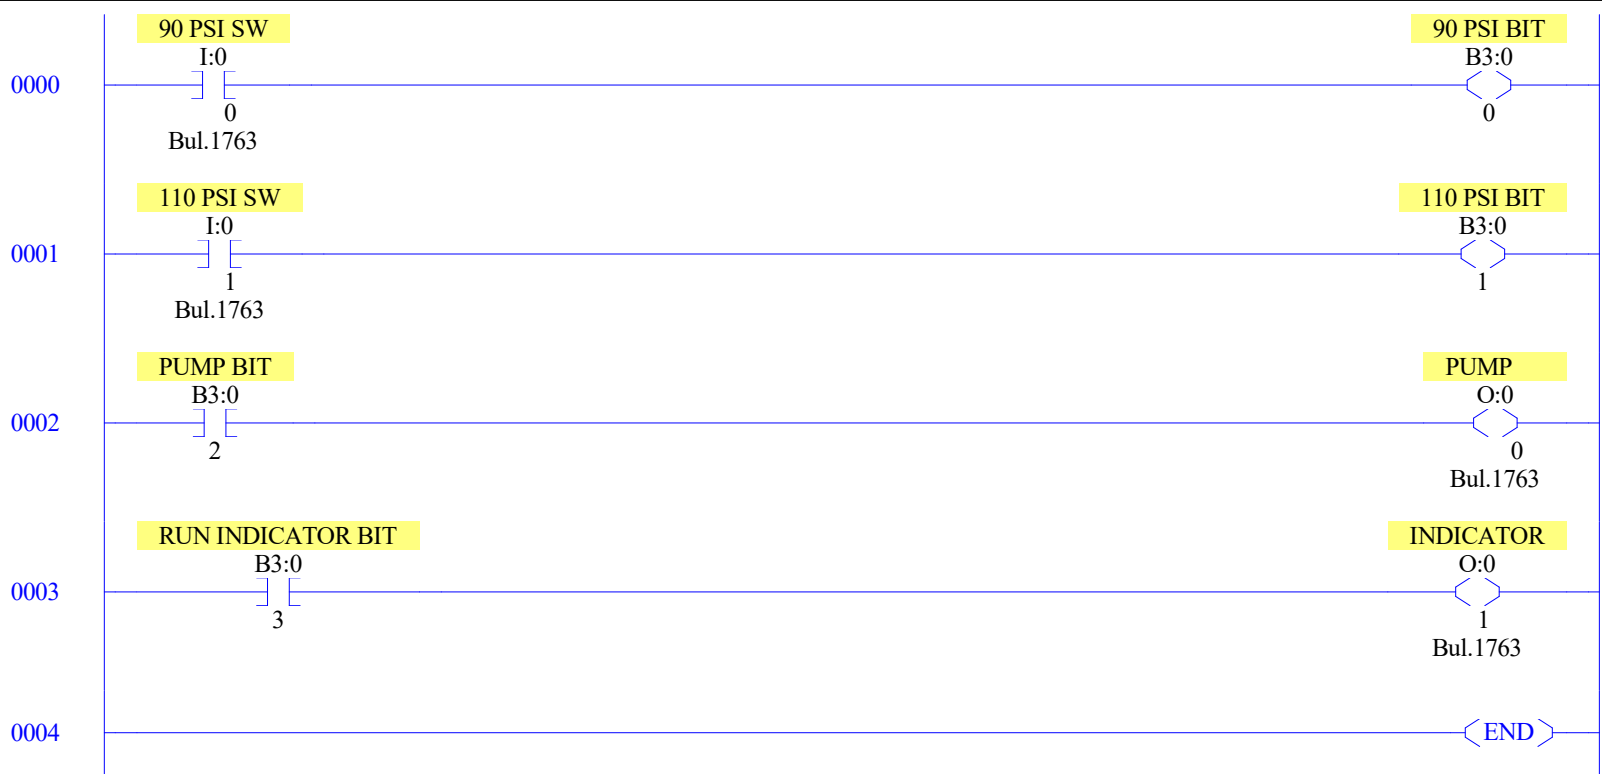 90 PSI SW 90 PSI BIT
I:0 B3:0
0000
0 0
Bul.1763
110 PSI SW 110 PSI BIT
I:0 B3:0
0001
1 1
Bul.1763
PUMP BIT PUMP
B3:0 O:0
0002
2 0
Bul.1763
RUN INDICATOR BIT INDICATOR
B3:0 O:0
0003
3 1
Bul.1763
0004 END